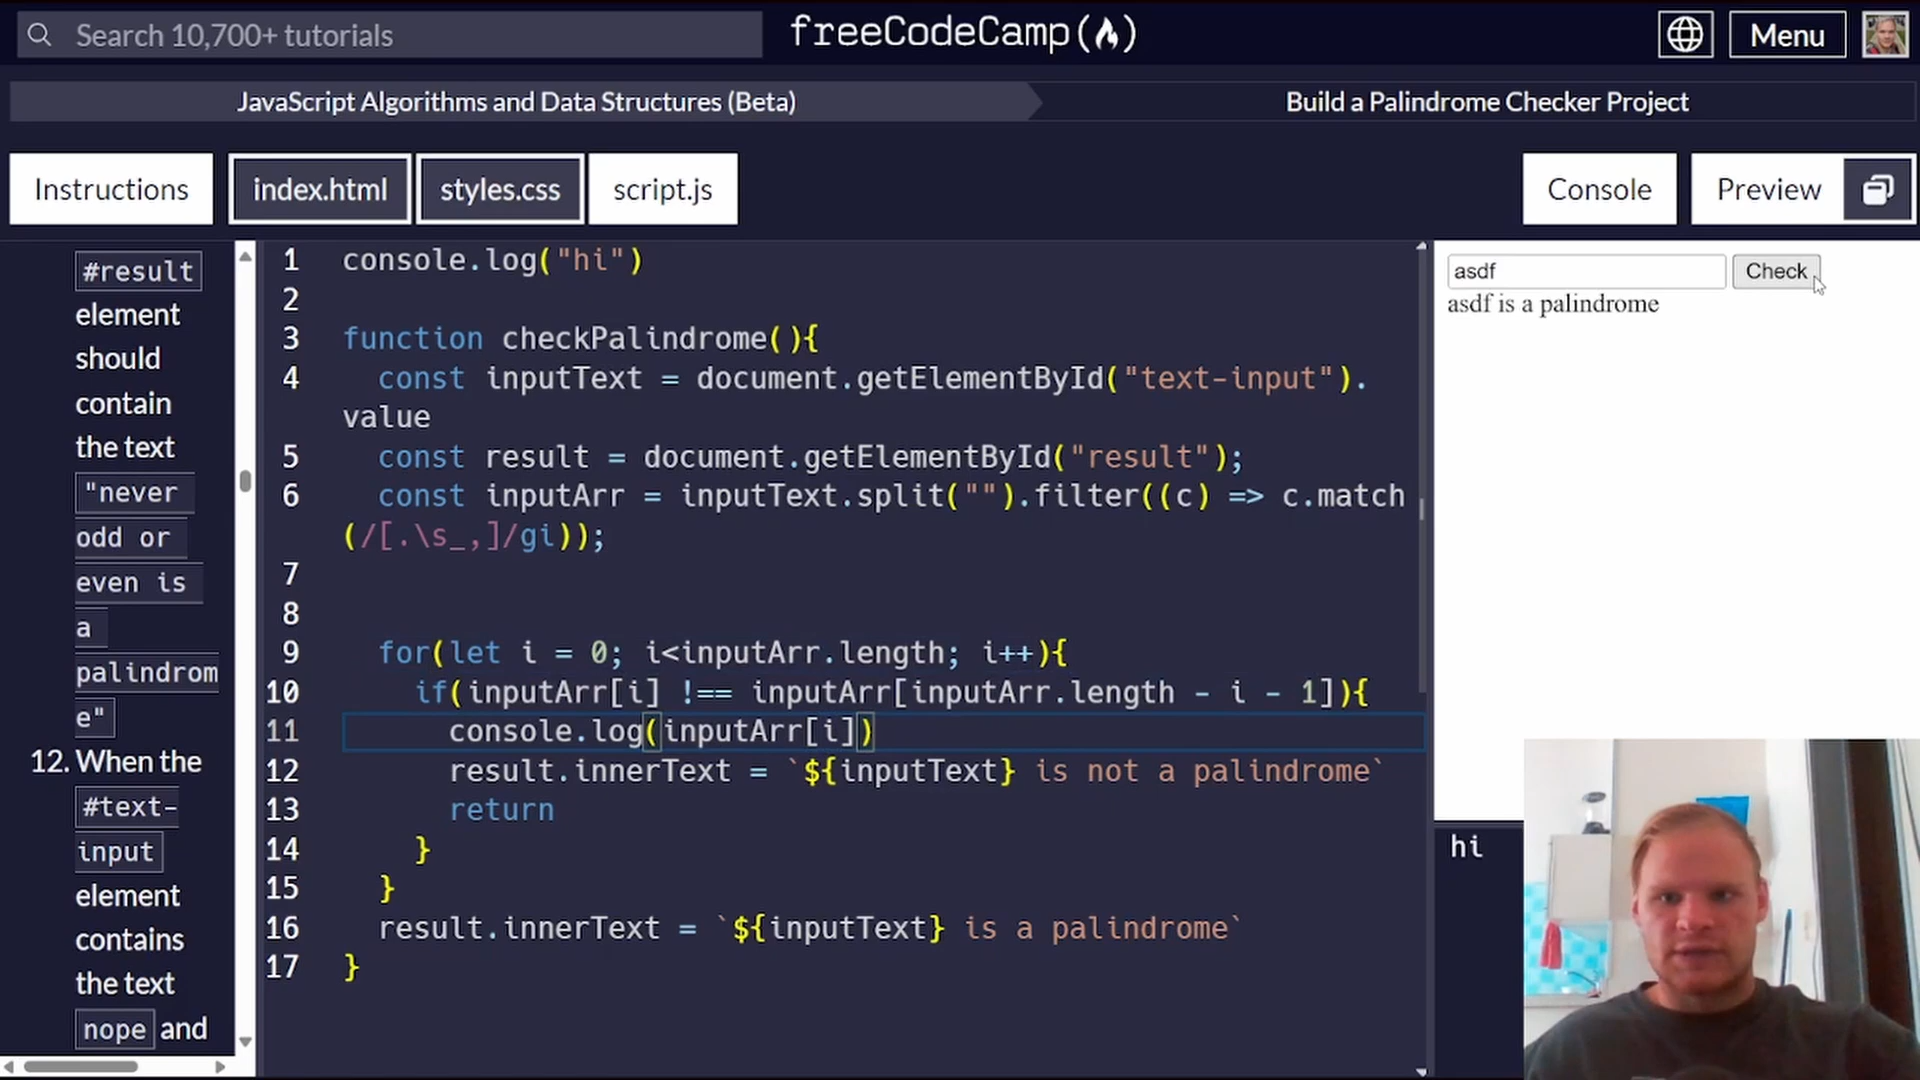 Search 10,700+ tutorials
freeCodeCamp
Menu
JavaScript Algorithms and Data Structures (Beta)
Build a Palindrome Checker Project
Instructions
index.html
styles.css
script.js
Console
Preview
#result
element
should
contain
the text
"never
odd or
even is
a
palindrom
e"
12. When the
#text-
input
element
contains
the text
nope and
1 console.log("hi")
2
3 function checkPalindrome(){
4 const inputText = document.getElementById("text-input").
value
5 const result = document.getElementById("result");
6 const inputArr = inputText.split("").filter((c) => c.match
(/[.\s_,]/gi));
7
8
9 for(let i = 0; i<inputArr.length; i++){
10 if(inputArr[i] !== inputArr[inputArr.length - i - 1]){
11 console.log(inputArr[i])
12 result.innerText = `${inputText} is not a palindrome`
13 return
14 }
15 }
16 result.innerText = `${inputText} is a palindrome`
17 }
asdf
Check
asdf is a palindrome
hi